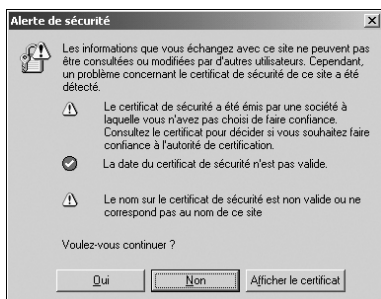 Alerte de sécurité
Les informations que vous échangez avec ce site ne peuvent pas
être consultées ou modifiées par d'autres utilisateurs. Cependant,
un problème concernant le certificat de sécurité de ce site a été
détecté.
Le certificat de sécurité a été émis par une société à
laquelle vous n'avez pas choisi de faire confiance.
Consultez le certificat pour décider si vous souhaitez faire
confiance à l'autorité de certification.
La date du certificat de sécurité n'est pas valide.
Le nom sur le certificat de sécurité est non valide ou ne
correspond pas au nom de ce site
Voulez-vous continuer ?
Oui Non Afficher le certificat